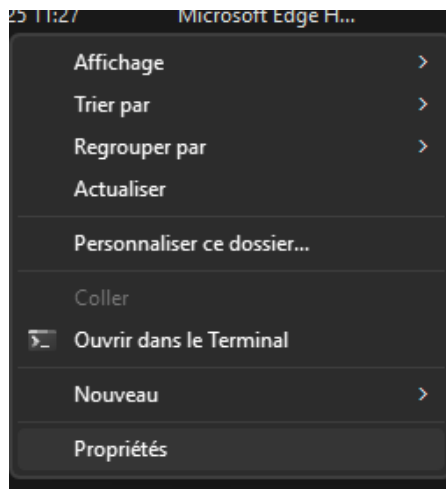 25 11:27 Microsoft Edge H...
Affichage
Trier par
Regrouper par
Actualiser
Personnaliser ce dossier...
Coller
Ouvrir dans le Terminal
Nouveau
Propriétés